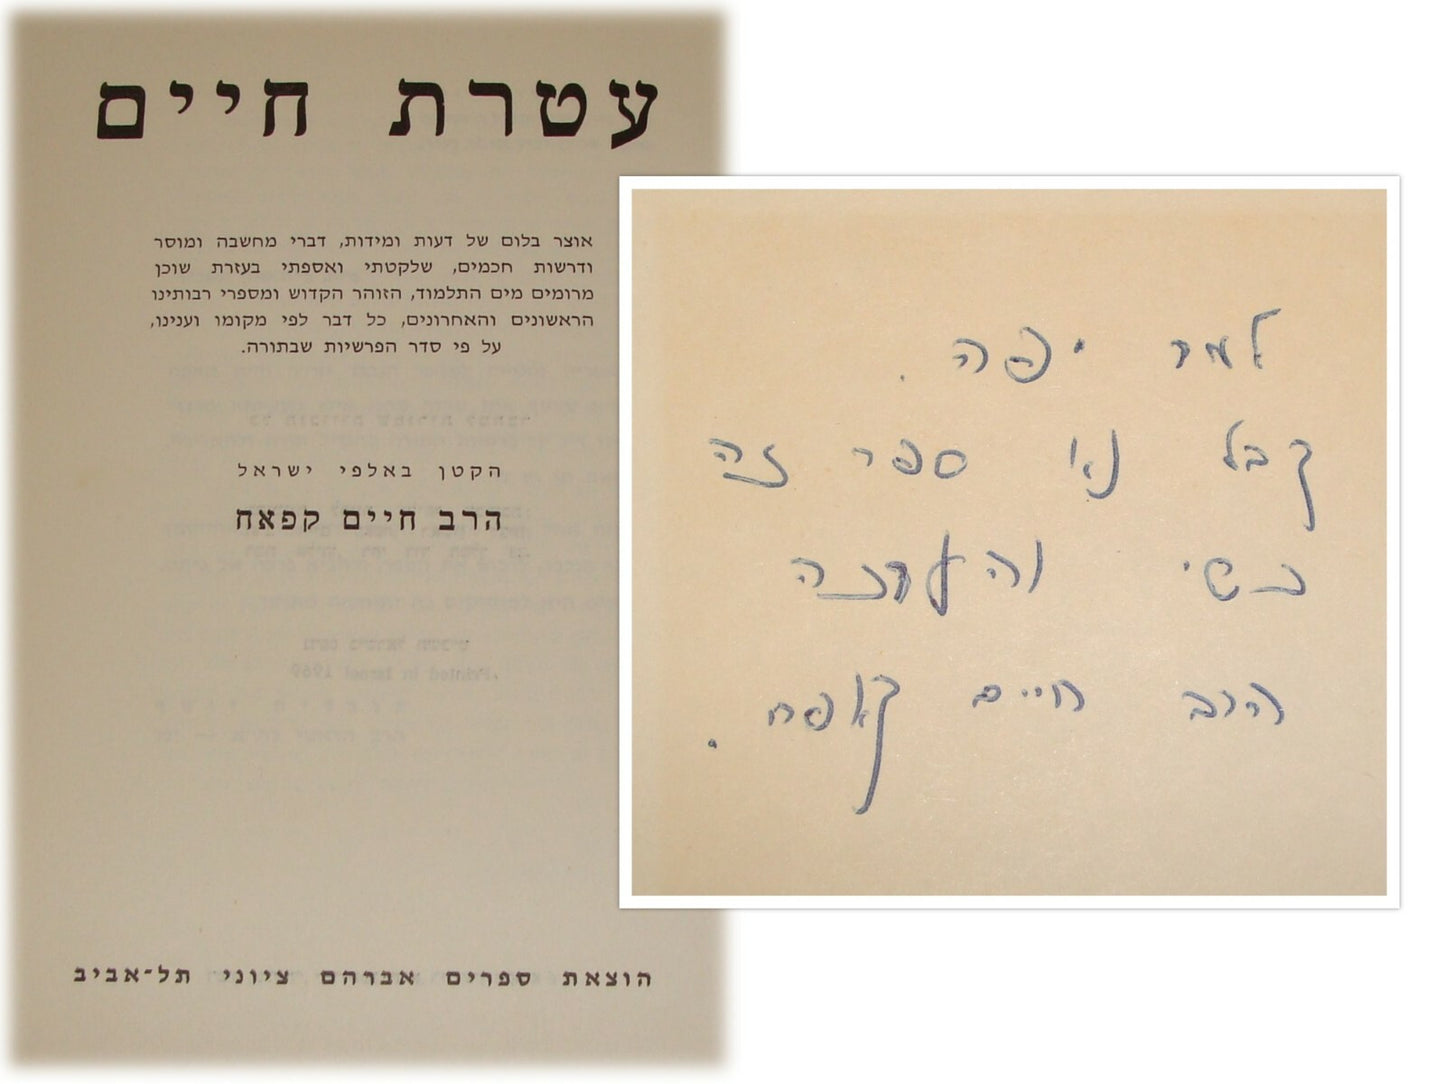 עטרת חיים
אוצר בלום של דעות ומידות, דברי מחשבה ומוסר
ודרשות חכמים, שלקטתי ואספתי בעזרת שוכן
מרומים מים התלמוד, הזוהר הקדוש ומספרי רבותינו
הראשונים והאחרונים, כל דבר לפי מקומו וענינו,
על פי סדר הפרשיות שבתורה.
הקטן באלפי ישראל
הרב חיים קפאח
הוצאת ספרים אברהם ציוני תל־אביב
למר יפה.
קבל נא ספר זה
כשי והערכה
הרב חיים קאפח.